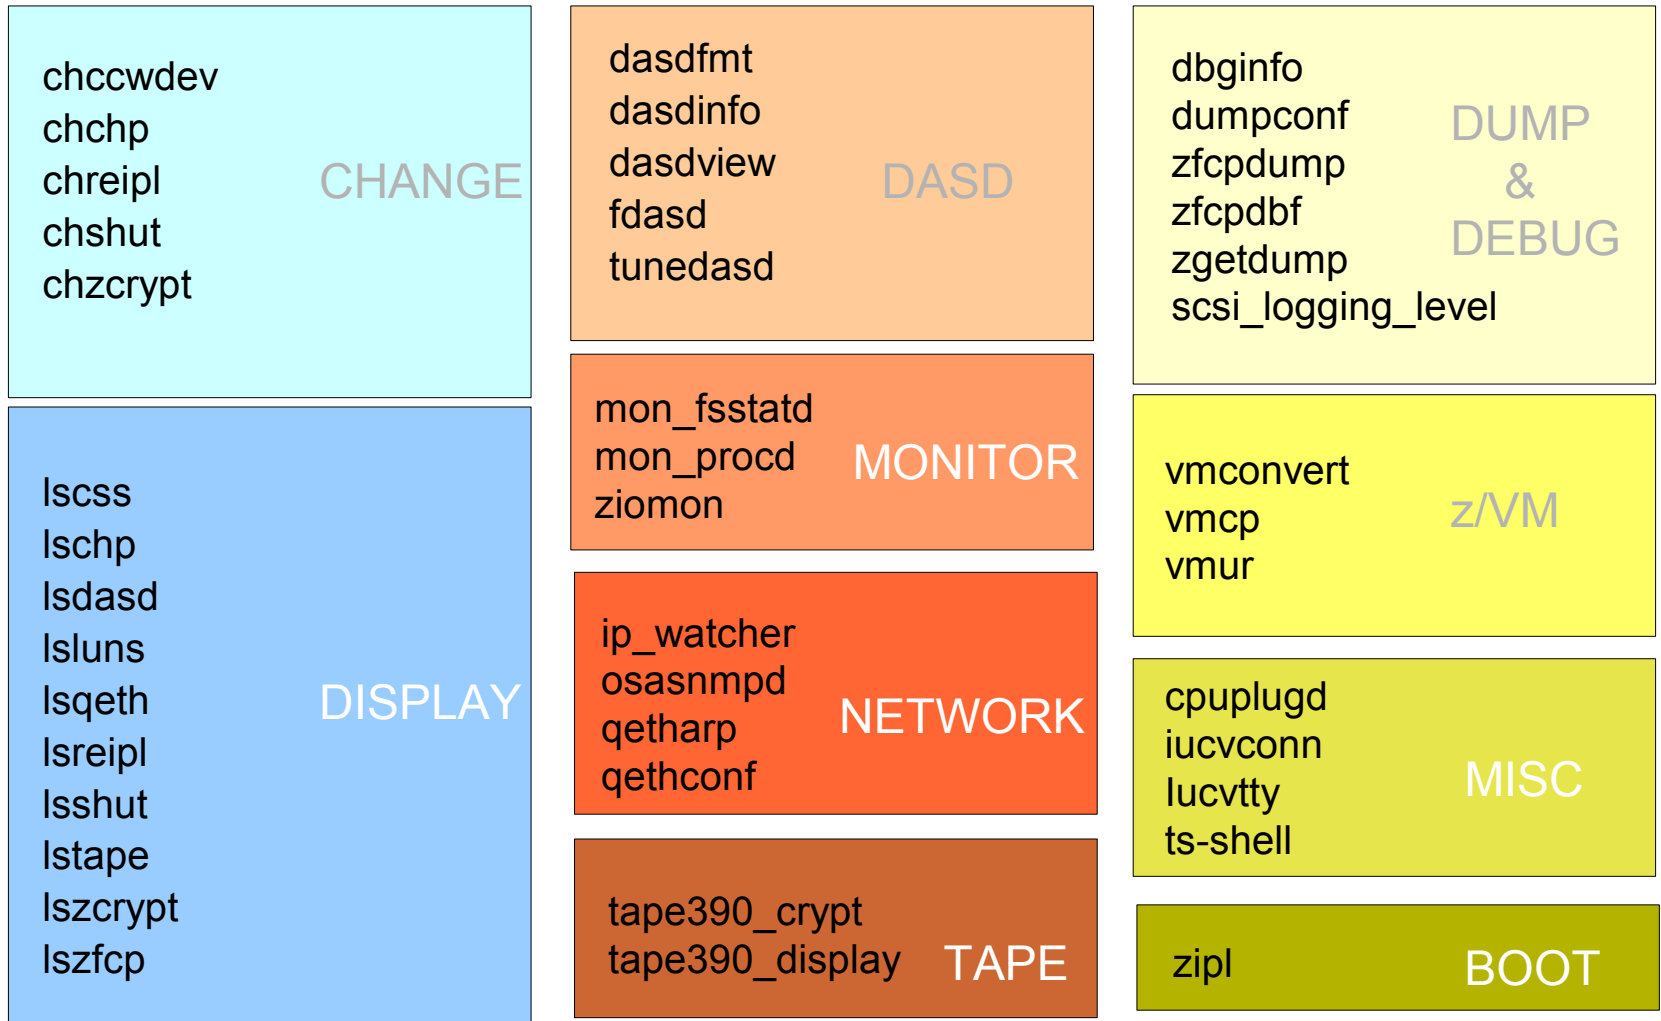 chccwdev
chchp
chreipl
chshut
chzcrypt
CHANGE
lscss
lschp
lsdasd
lsluns
lsqeth
lsreipl
lsshut
lstape
lszcrypt
lszfcp
DISPLAY
dasdfmt
dasdinfo
dasdview
fdasd
tunedasd
DASD
mon_fsstatd
mon_procd
ziomon
MONITOR
ip_watcher
osasnmpd
qetharp
qethconf
NETWORK
tape390_crypt
tape390_display
TAPE
dbginfo
dumpconf
zfcpdump
zfcpdbf
zgetdump
scsi_logging_level
DUMP
&
DEBUG
vmconvert
vmcp
vmur
z/VM
cpuplugd
iucvconn
Iucvtty
ts-shell
MISC
zipl
BOOT